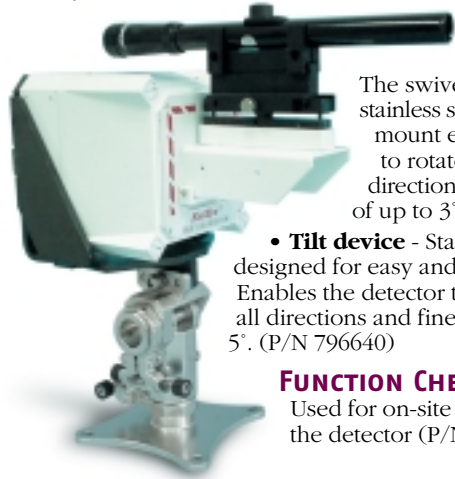 The swive
stainless s
mount e
to rotat
direction
of up to 3°
• Tilt device - Sta
designed for easy and
Enables the detector t
all directions and fine
5°. (P/N 796640)
FUNCTION CHE
Used for on-site
the detector (P/N